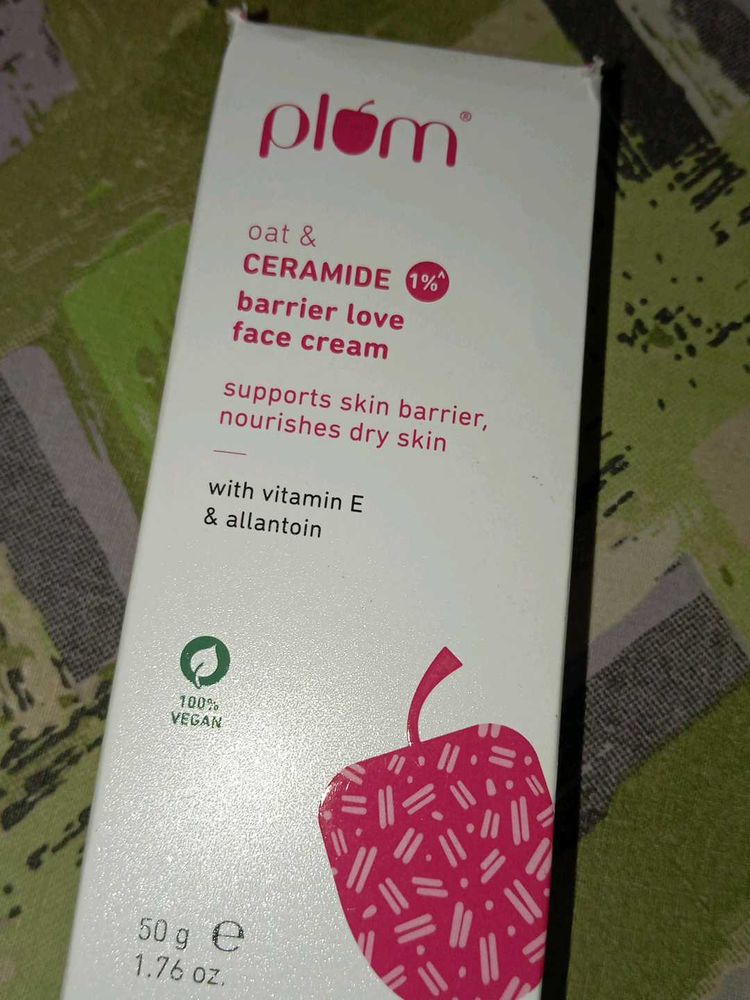 plum®
oat &
CERAMIDE 1%^
barrier love
face cream
supports skin barrier,
nourishes dry skin
with vitamin E
& allantoin
100%
VEGAN
50 g e
1.76 oz.